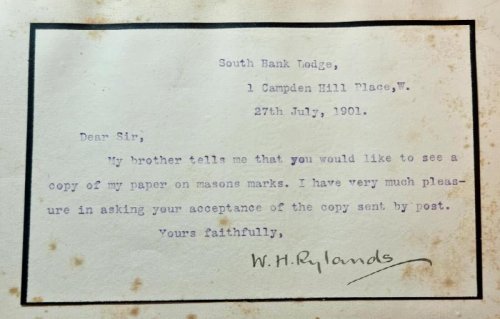 South Bank Lodge,
1 Campden Hill Place,W.
27th July, 1901.
Dear Sir,
My brother tells me that you would like to see a
copy of my paper on masons marks. I have very much pleas-
ure in asking your acceptance of the copy sent by post.
Yours faithfully,
W.H.Rylands